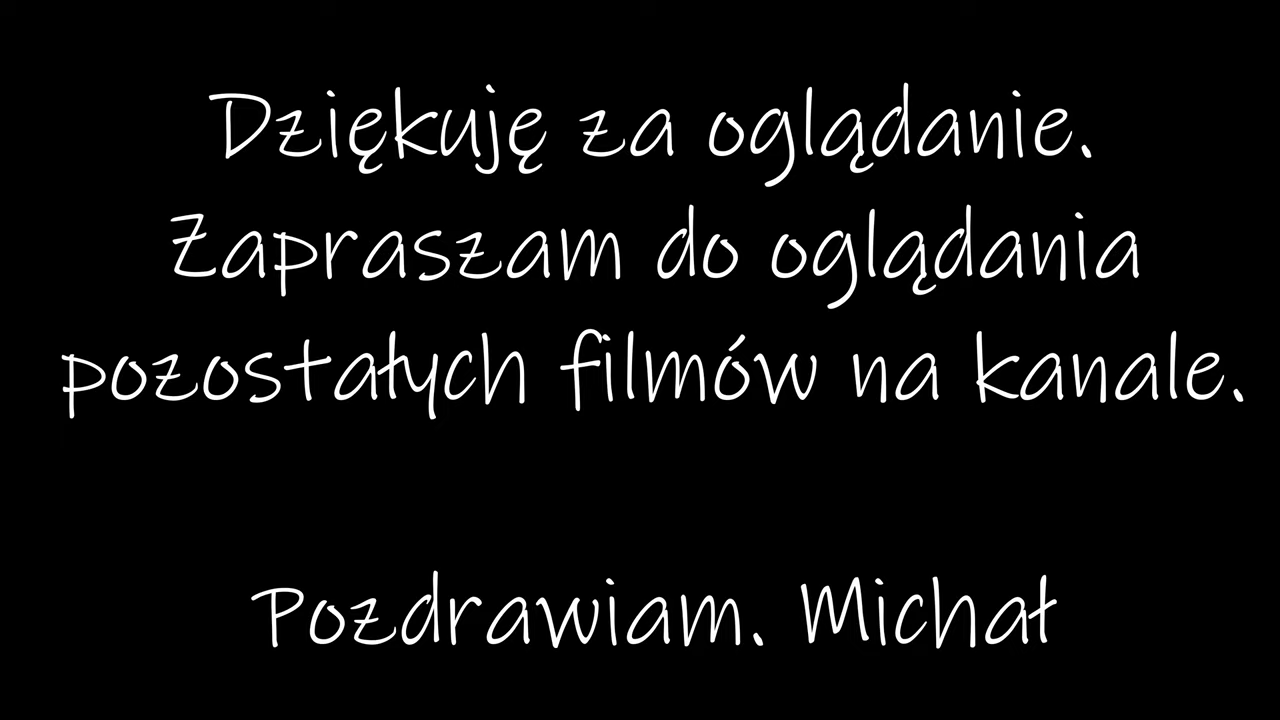 Dziękuję za oglądanie.
Zapraszam do oglądania
pozostałych filmów na kanale.
Pozdrawiam. Michał